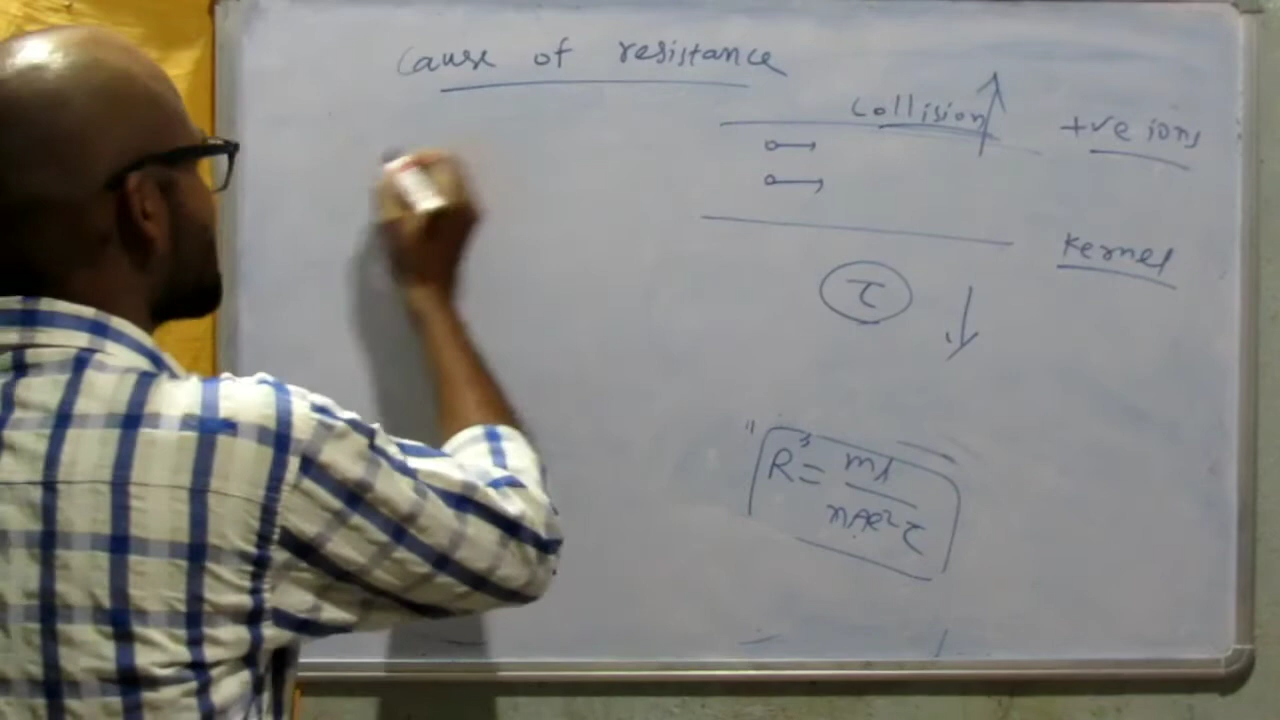 Cause of resistance
Collision
+ve ions
Kernel
τ
"R" = ml
nAe²τ